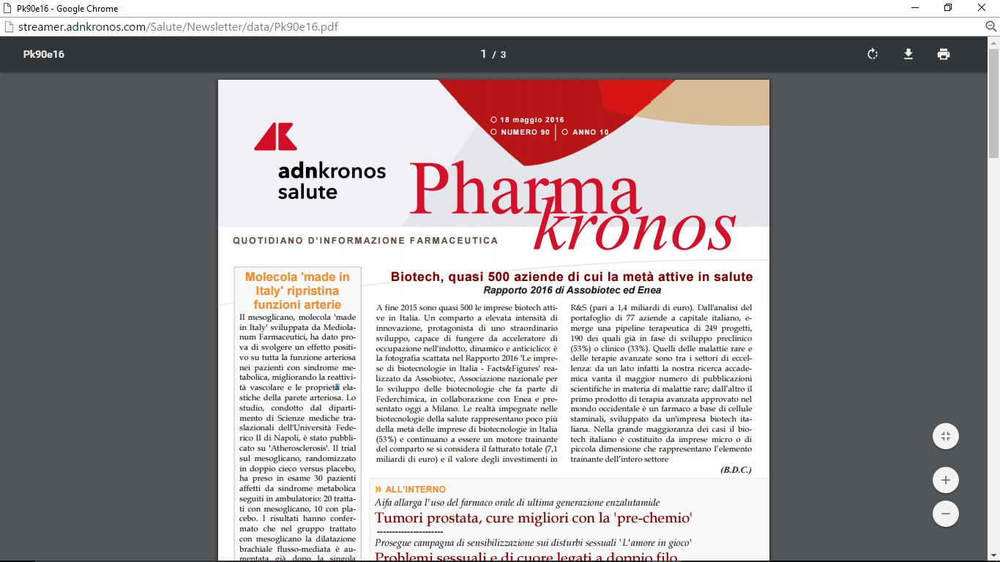 Pk90e16 - Google Chrome
streamer.adnkronos.com/Salute/Newsletter/data/Pk90e16.pdf
Pk90e16
1 / 3
18 maggio 2016
NUMERO 90
ANNO 10
adnkronos
salute
Pharma
kronos
QUOTIDIANO D'INFORMAZIONE FARMACEUTICA
Molecola 'made in
Italy' ripristina
funzioni arterie
Il mesoglicano, molecola 'made
in Italy' sviluppata da Mediola-
num Farmaceutici, ha dato pro-
va di svolgere un effetto positi-
vo su tutta la funzione arteriosa
nei pazienti con sindrome me-
tabolica, migliorando la reattivi-
tà vascolare e le proprietà ela-
stiche della parete arteriosa. Lo
studio, condotto dal diparti-
mento di Scienze mediche tra-
slazionali dell'Università Fede-
rico II di Napoli, è stato pubbli-
cato su 'Atherosclerosis'. Il trial
sul mesoglicano, randomizzato
in doppio cieco versus placebo,
ha preso in esame 30 pazienti
affetti da sindrome metabolica
seguiti in ambulatorio: 20 tratta-
ti con mesoglicano, 10 con pla-
cebo. I risultati hanno confer-
mato che nel gruppo trattato
con mesoglicano la dilatazione
brachiale flusso-mediata è au-
mentata già dopo la singola
Biotech, quasi 500 aziende di cui la metà attive in salute
Rapporto 2016 di Assobiotec ed Enea
A fine 2015 sono quasi 500 le imprese biotech atti-
ve in Italia. Un comparto a elevata intensità di
innovazione, protagonista di uno straordinario
sviluppo, capace di fungere da acceleratore di
occupazione nell'indotto, dinamico e anticiclico: è
la fotografia scattata nel Rapporto 2016 'Le impre-
se di biotecnologie in Italia - Facts&Figures' rea-
lizzato da Assobiotec, Associazione nazionale per
lo sviluppo delle biotecnologie che fa parte di
Federchimica, in collaborazione con Enea e pre-
sentato oggi a Milano. Le realtà impegnate nelle
biotecnologie della salute rappresentano poco più
della metà delle imprese di biotecnologie in Italia
(53%) e continuano a essere un motore trainante
del comparto se si considera il fatturato totale (7,1
miliardi di euro) e il valore degli investimenti in
R&S (pari a 1,4 miliardi di euro). Dall'analisi del
portafoglio di 77 aziende a capitale italiano, e-
merge una pipeline terapeutica di 249 progetti,
190 dei quali già in fase di sviluppo preclinico
(53%) o clinico (33%). Quelli delle malattie rare e
delle terapie avanzate sono tra i settori di eccel-
lenza: da un lato infatti la nostra ricerca accade-
mica vanta il maggior numero di pubblicazioni
scientifiche in materia di malattie rare; dall'altro il
primo prodotto di terapia avanzata approvato nel
mondo occidentale è un farmaco a base di cellule
staminali, sviluppato da un'impresa biotech ita-
liana. Nella grande maggioranza dei casi il bio-
tech italiano è costituito da imprese micro o di
piccola dimensione che rappresentano l'elemento
trainante dell'intero settore
(B.D.C.)
» ALL'INTERNO
Aifa allarga l'uso del farmaco orale di ultima generazione enzalutamide
Tumori prostata, cure migliori con la 'pre-chemio'
----------------------
Prosegue campagna di sensibilizzazione sui disturbi sessuali 'L'amore in gioco'
Problemi sessuali e di cuore legati a doppio filo